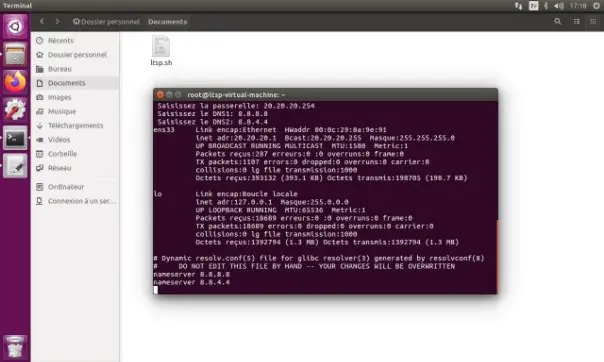 Terminal
Fr
17:18
Dossier personnel
Documents
Récents
Dossier personnel
Bureau
Documents
Images
Musique
Téléchargements
Vidéos
Corbeille
Réseau
Ordinateur
Connexion à un ser...
ltsp.sh
root@ltsp-virtual-machine: ~
Saisissez la passerelle: 20.20.20.254
Saisissez le DNS1: 8.8.8.8
Saisissez le DNS2: 8.8.4.4
ens33 Link encap:Ethernet HWaddr 00:0c:29:8a:9e:91
inet adr:20.20.20.1 Bcast:20.20.20.255 Masque:255.255.255.0
UP BROADCAST RUNNING MULTICAST MTU:1500 Metric:1
Packets reçus:287 erreurs:0 :0 overruns:0 frame:0
TX packets:1107 errors:0 dropped:0 overruns:0 carrier:0
collisions:0 lg file transmission:1000
Octets reçus:393132 (393.1 KB) Octets transmis:198705 (198.7 KB)
lo Link encap:Boucle locale
inet adr:127.0.0.1 Masque:255.0.0.0
UP LOOPBACK RUNNING MTU:65536 Metric:1
Packets reçus:18689 erreurs:0 :0 overruns:0 frame:0
TX packets:18689 errors:0 dropped:0 overruns:0 carrier:0
collisions:0 lg file transmission:1000
Octets reçus:1392794 (1.3 MB) Octets transmis:1392794 (1.3 MB)
# Dynamic resolv.conf(5) file for glibc resolver(3) generated by resolvconf(8)
# DO NOT EDIT THIS FILE BY HAND -- YOUR CHANGES WILL BE OVERWRITTEN
nameserver 8.8.8.8
nameserver 8.8.4.4